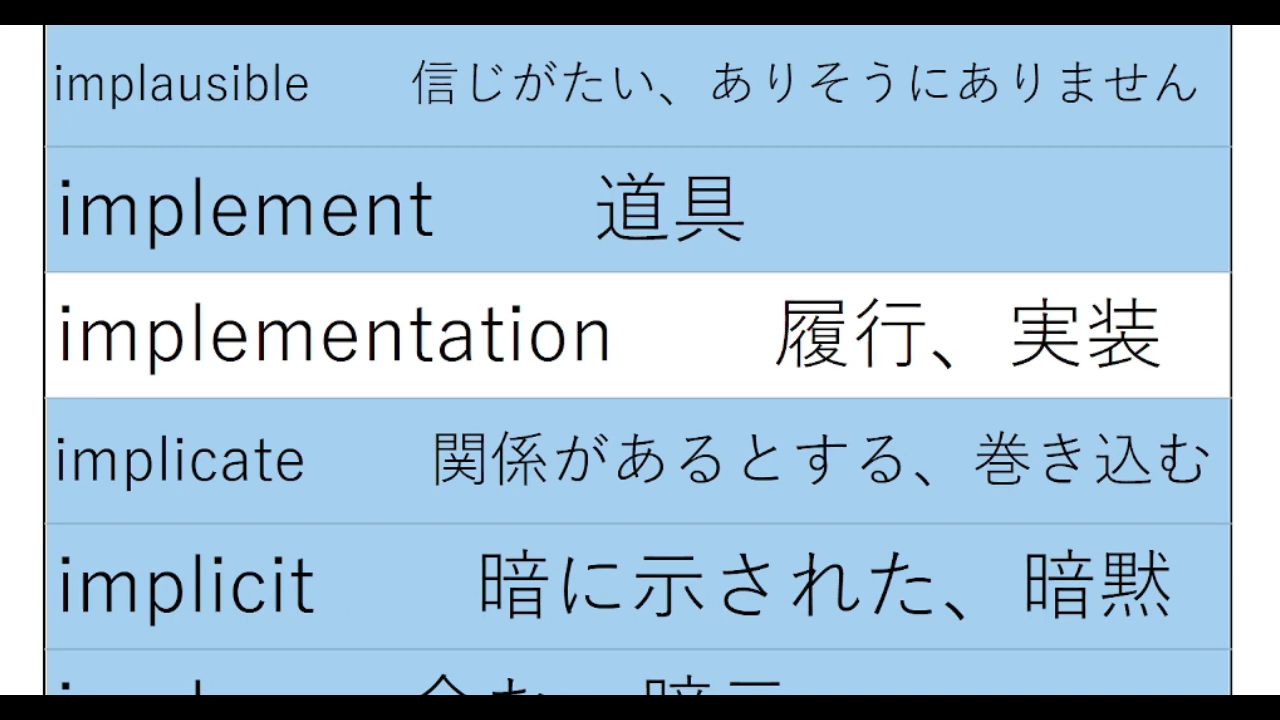 implausible 信じがたい、ありそうにありません
implement 道具
implementation 履行、実装
implicate 関係があるとする、巻き込む
implicit 暗に示された、暗黙